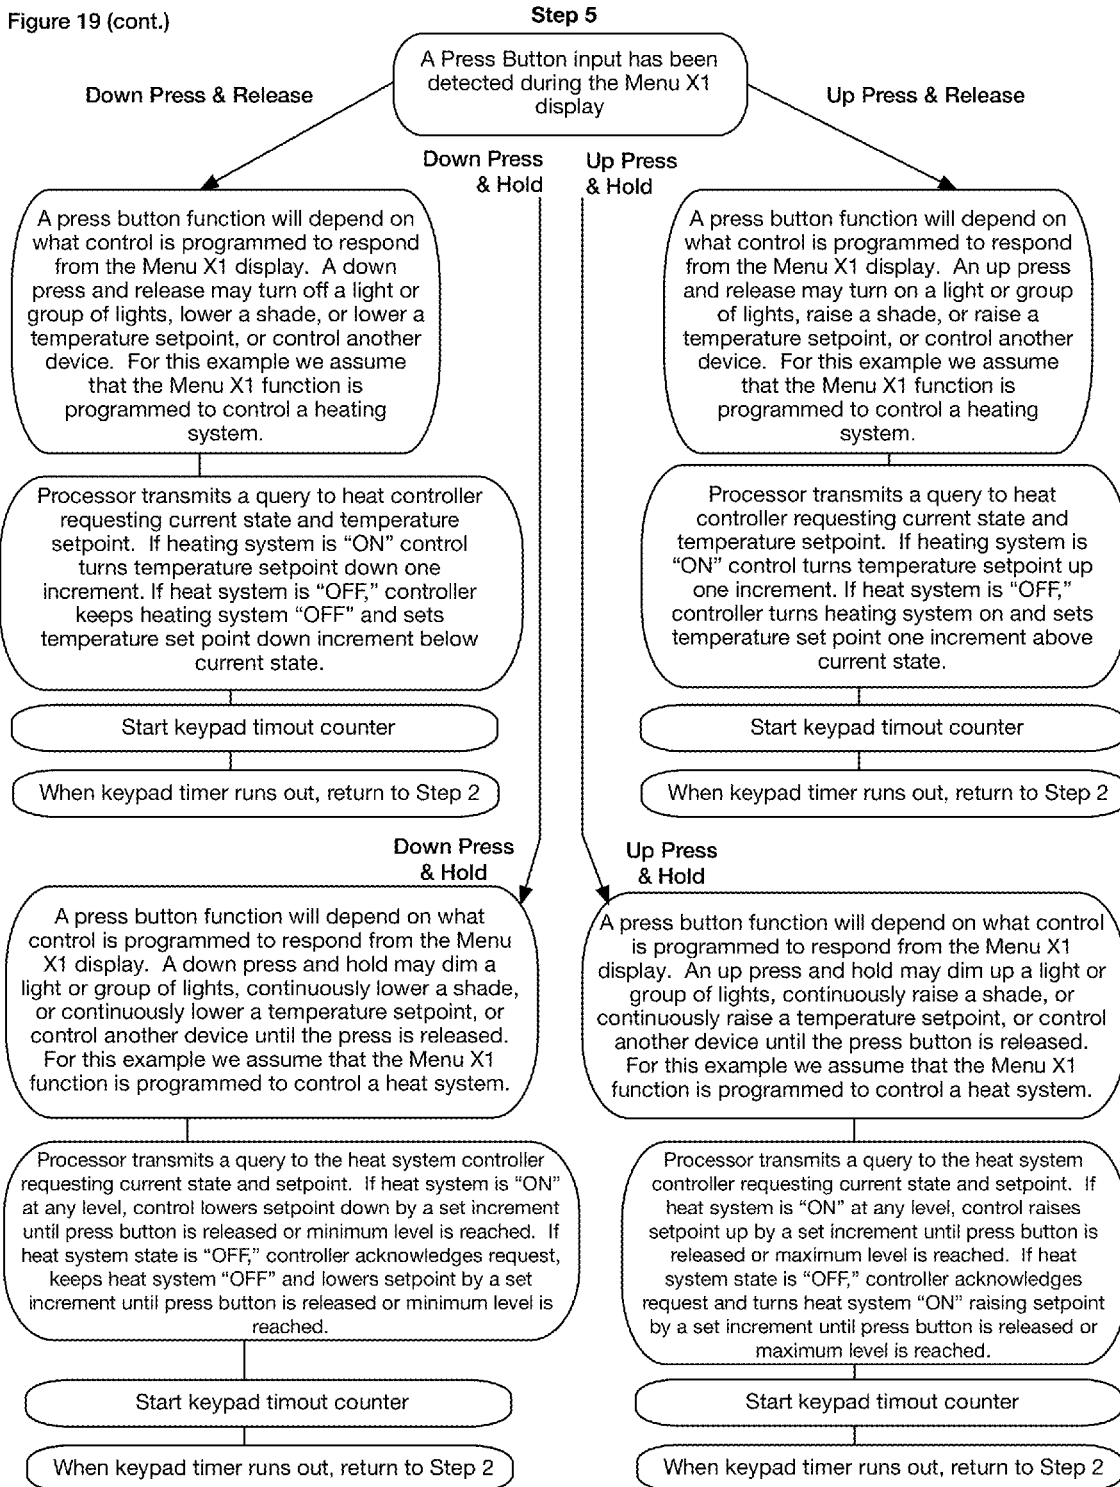 Figure 19 (cont.)
Step 5
A Press Button input has been
detected during the Menu X1
display
Down Press & Release
Up Press & Release
Down Press
& Hold
Up Press
& Hold
A press button function will depend on
what control is programmed to respond
from the Menu X1 display. A down
press and release may turn off a light or
group of lights, lower a shade, or lower a
temperature setpoint, or control another
device. For this example we assume
that the Menu X1 function is
programmed to control a heating
system.
A press button function will depend on
what control is programmed to respond
from the Menu X1 display. An up press
and release may turn on a light or group
of lights, raise a shade, or raise a
temperature setpoint, or control another
device. For this example we assume
that the Menu X1 function is
programmed to control a heating
system.
Processor transmits a query to heat controller
requesting current state and temperature
setpoint. If heating system is “ON” control
turns temperature setpoint down one
increment. If heat system is “OFF,” controller
keeps heating system “OFF” and sets
temperature set point down increment below
current state.
Processor transmits a query to heat
controller requesting current state and
temperature setpoint. If heating system is
“ON” control turns temperature setpoint up
one increment. If heat system is “OFF,”
controller turns heating system on and sets
temperature set point one increment above
current state.
Start keypad timout counter
Start keypad timout counter
When keypad timer runs out, return to Step 2
When keypad timer runs out, return to Step 2
Down Press
& Hold
Up Press
& Hold
A press button function will depend on what
control is programmed to respond from the Menu
X1 display. A down press and hold may dim a
light or group of lights, continuously lower a shade,
or continuously lower a temperature setpoint, or
control another device until the press is released.
For this example we assume that the Menu X1
function is programmed to control a heat system.
A press button function will depend on what control
is programmed to respond from the Menu X1
display. An up press and hold may dim up a light or
group of lights, continuously raise a shade, or
continuously raise a temperature setpoint, or control
another device until the press button is released.
For this example we assume that the Menu X1
function is programmed to control a heat system.
Processor transmits a query to the heat system controller
requesting current state and setpoint. If heat system is “ON”
at any level, control lowers setpoint down by a set increment
until press button is released or minimum level is reached. If
heat system state is “OFF,” controller acknowledges request,
keeps heat system “OFF” and lowers setpoint by a set
increment until press button is released or minimum level is
reached.
Processor transmits a query to the heat system
controller requesting current state and setpoint. If
heat system is “ON” at any level, control raises
setpoint up by a set increment until press button is
released or maximum level is reached. If heat
system state is “OFF,” controller acknowledges
request and turns heat system “ON” raising setpoint
by a set increment until press button is released or
maximum level is reached.
Start keypad timout counter
Start keypad timout counter
When keypad timer runs out, return to Step 2
When keypad timer runs out, return to Step 2